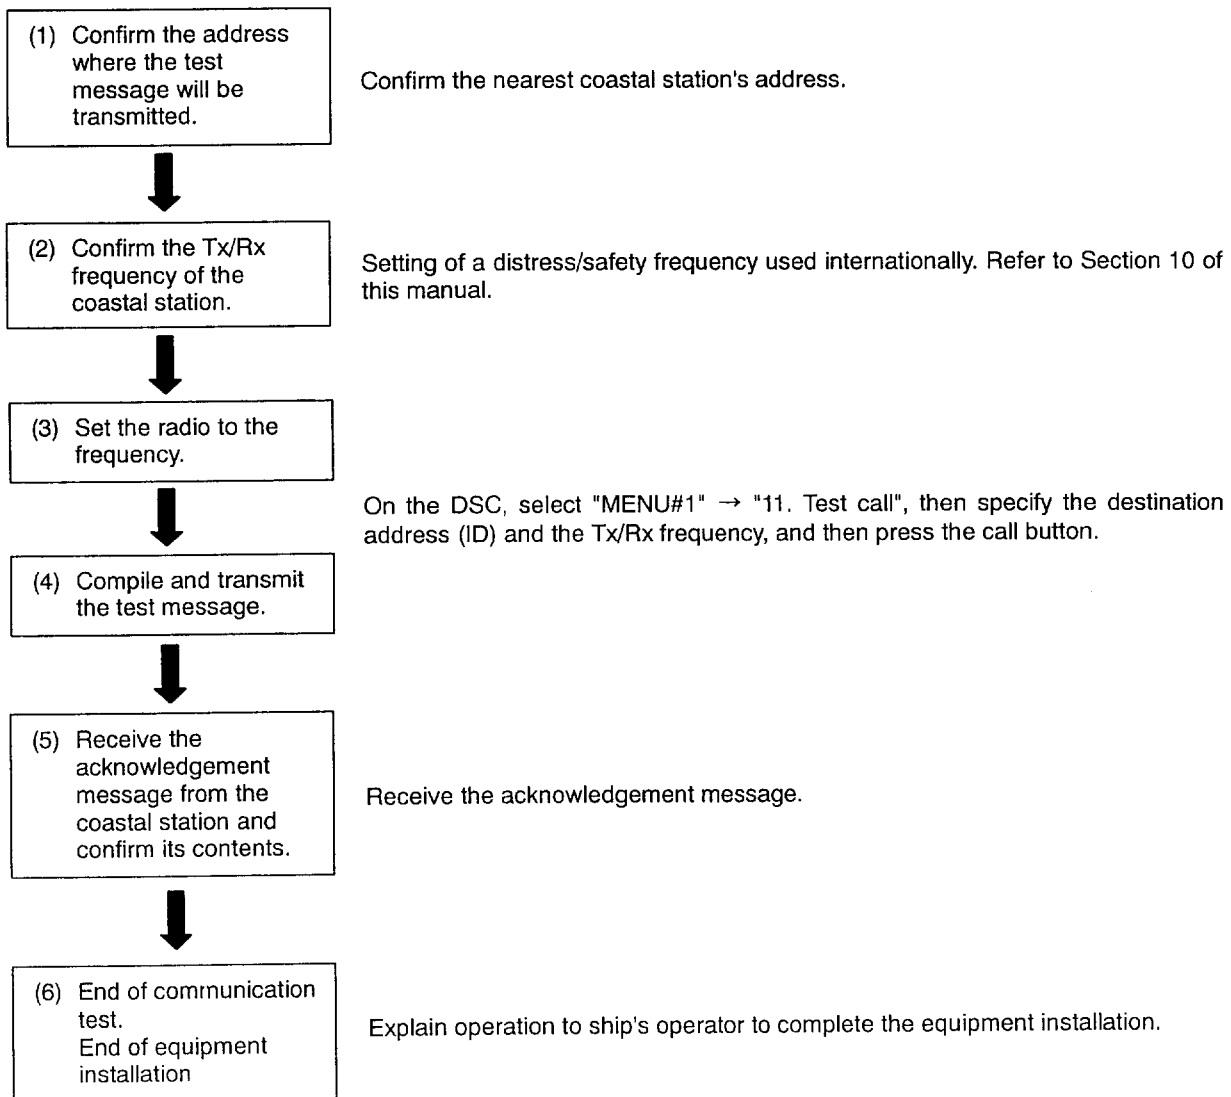 (1) Confirm the address
where the test
message will be
transmitted.
Confirm the nearest coastal station's address.
(2) Confirm the Tx/Rx
frequency of the
coastal station.
Setting of a distress/safety frequency used internationally. Refer to Section 10 of
this manual.
(3) Set the radio to the
frequency.
On the DSC, select "MENU#1" → "11. Test call", then specify the destination
address (ID) and the Tx/Rx frequency, and then press the call button.
(4) Compile and transmit
the test message.
(5) Receive the
acknowledgement
message from the
coastal station and
confirm its contents.
Receive the acknowledgement message.
(6) End of communication
test.
End of equipment
installation
Explain operation to ship's operator to complete the equipment installation.